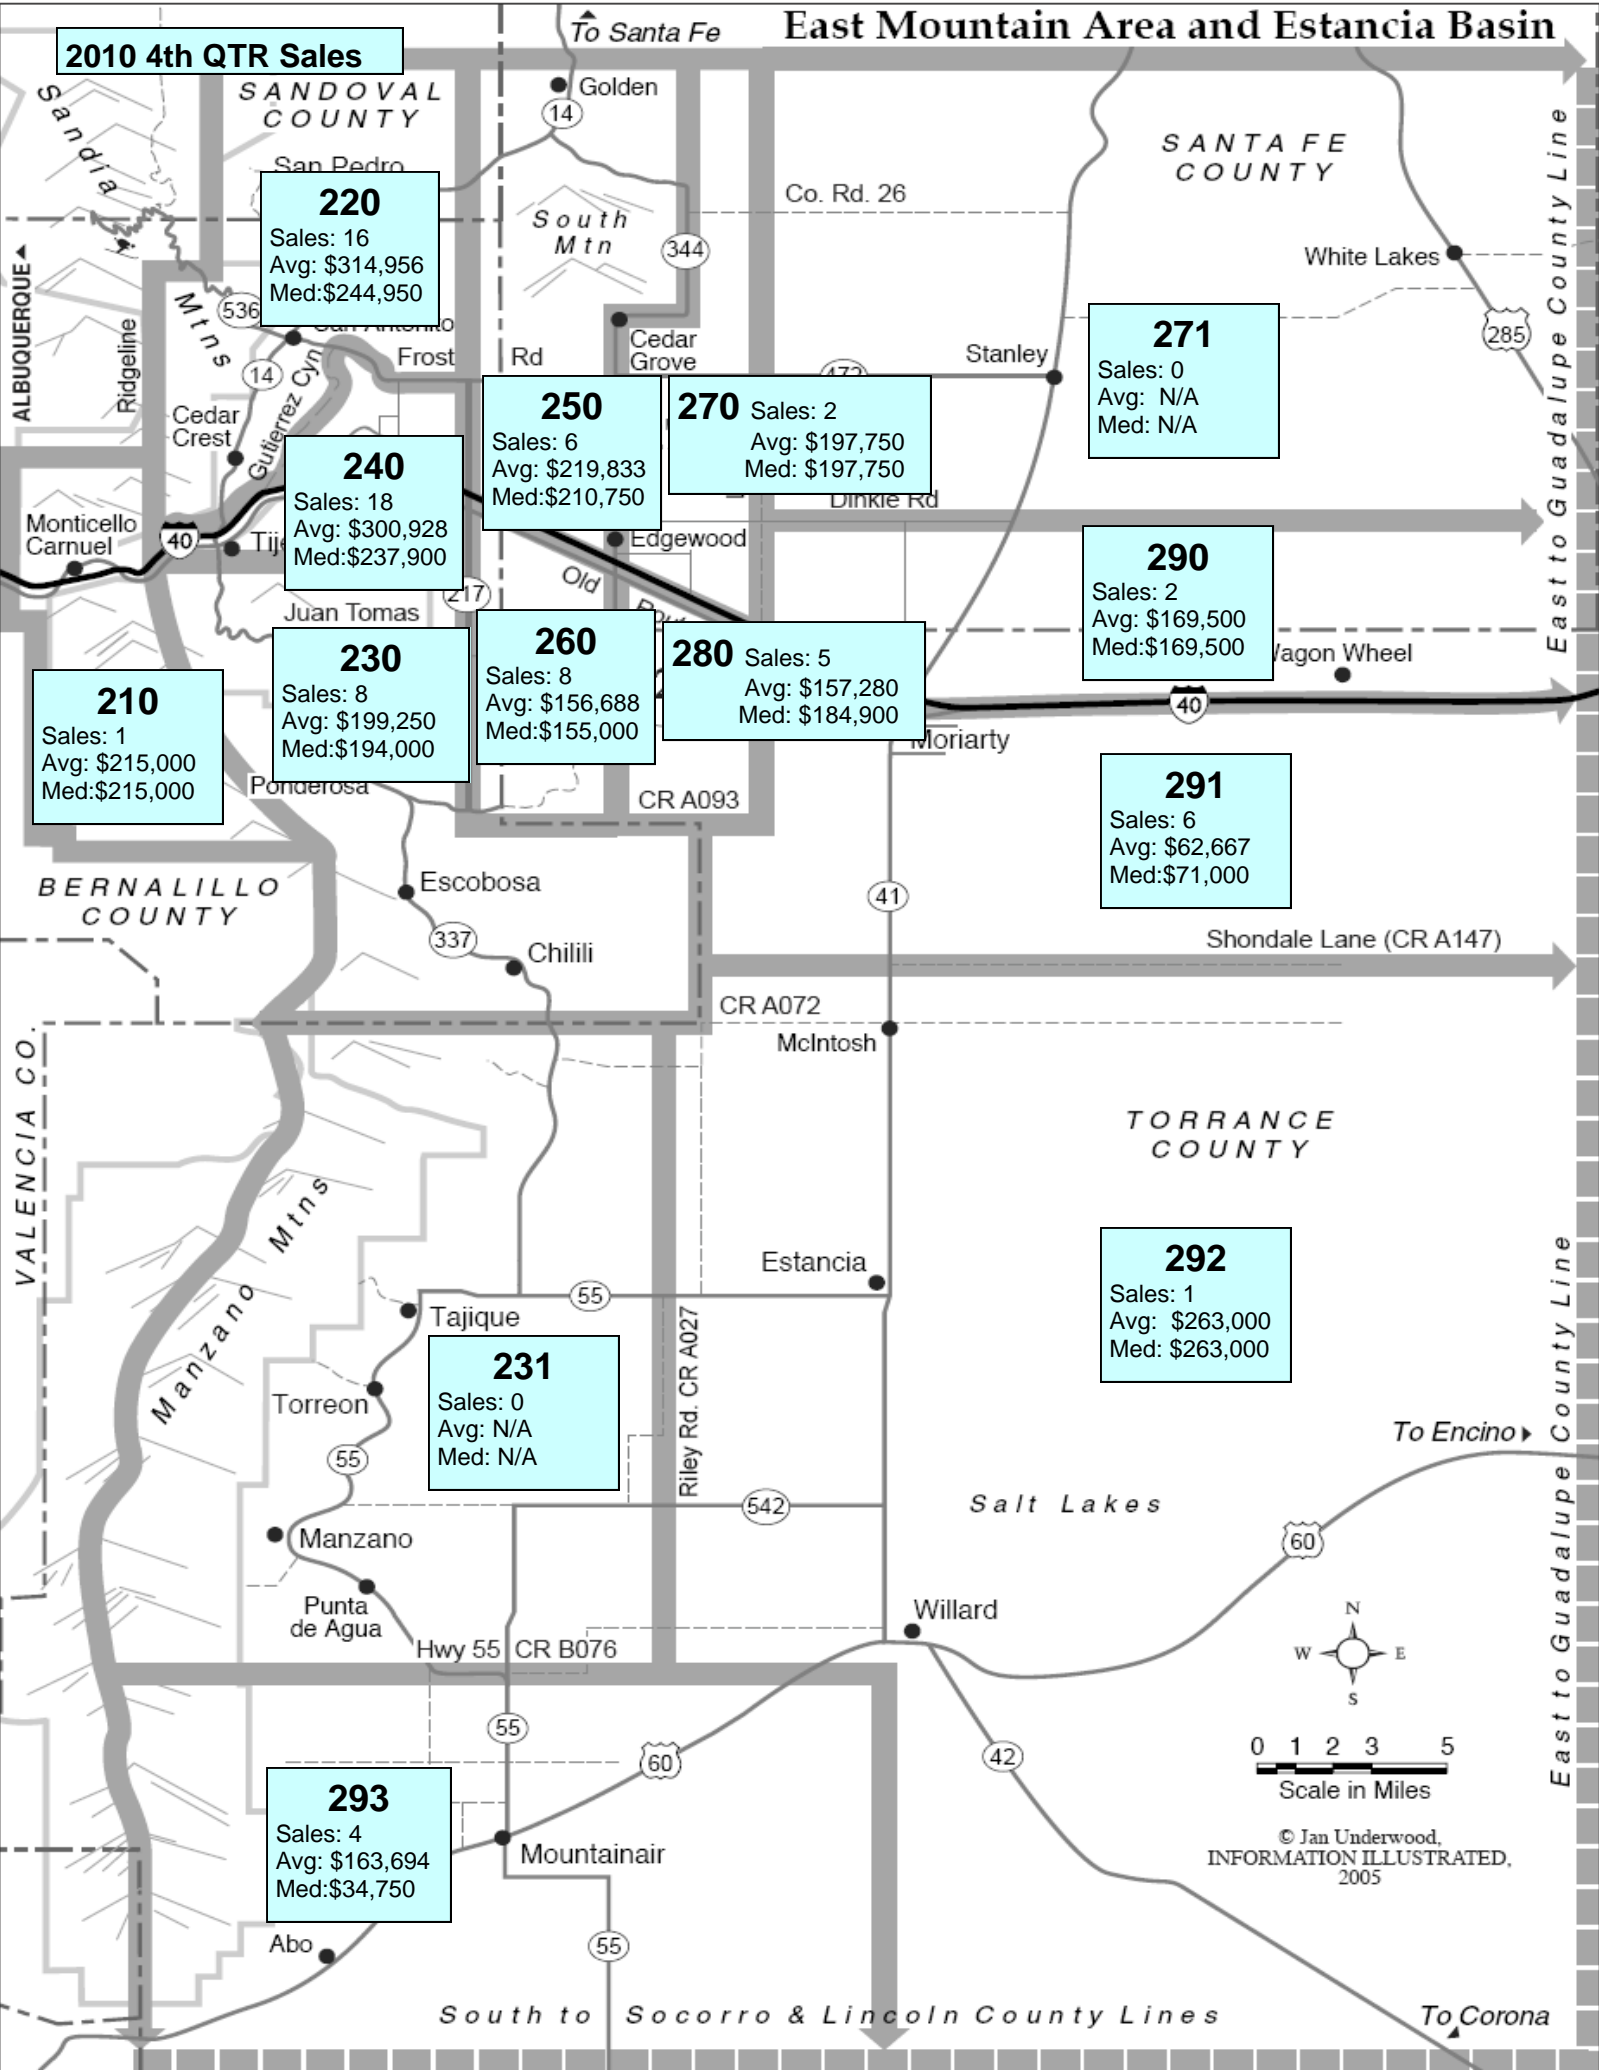 To Santa Fe
East Mountain Area and Estancia Basin
2010 4th QTR Sales
Sandia
Mtns
SANDOVAL
COUNTY
Golden
14
SANTA FE
COUNTY
San Pedro
220
Sales: 16
Avg: $314,956
Med:$244,950
South
Mtn
344
Co. Rd. 26
White Lakes
285
ALBUQUERQUE
Ridgeline
536
San Antonito
14
Gutierrez Cyn
Frost Rd
Cedar
Grove
Stanley
472
271
Sales: 0
Avg: N/A
Med: N/A
East to Guadalupe County Line
Cedar
Crest
250
Sales: 6
Avg: $219,833
Med:$210,750
270 Sales: 2
Avg: $197,750
Med: $197,750
240
Sales: 18
Avg: $300,928
Med:$237,900
Dinkle Rd
Monticello
Carnuel
40
Tije
Edgewood
Old
217
Juan Tomas
290
Sales: 2
Avg: $169,500
Med:$169,500
Wagon Wheel
230
Sales: 8
Avg: $199,250
Med:$194,000
260
Sales: 8
Avg: $156,688
Med:$155,000
280 Sales: 5
Avg: $157,280
Med: $184,900
210
Sales: 1
Avg: $215,000
Med:$215,000
40
Moriarty
Ponderosa
CR A093
291
Sales: 6
Avg: $62,667
Med:$71,000
BERNALILLO
COUNTY
Escobosa
41
337
Chilili
Shondale Lane (CR A147)
CR A072
McIntosh
VALENCIA CO.
TORRANCE
COUNTY
Manzano Mtns
Estancia
292
Sales: 1
Avg: $263,000
Med: $263,000
55
Tajique
Riley Rd. CR A027
East to Guadalupe County Line
231
Sales: 0
Avg: N/A
Med: N/A
Torreon
To Encino
55
542
Salt Lakes
60
Manzano
Punta
de Agua
Willard
N
W E
S
Hwy 55 CR B076
55
60
42
0 1 2 3 5
Scale in Miles
293
Sales: 4
Avg: $163,694
Med:$34,750
Mountainair
© Jan Underwood,
INFORMATION ILLUSTRATED,
2005
Abo
55
South to Socorro & Lincoln County Lines
To Corona